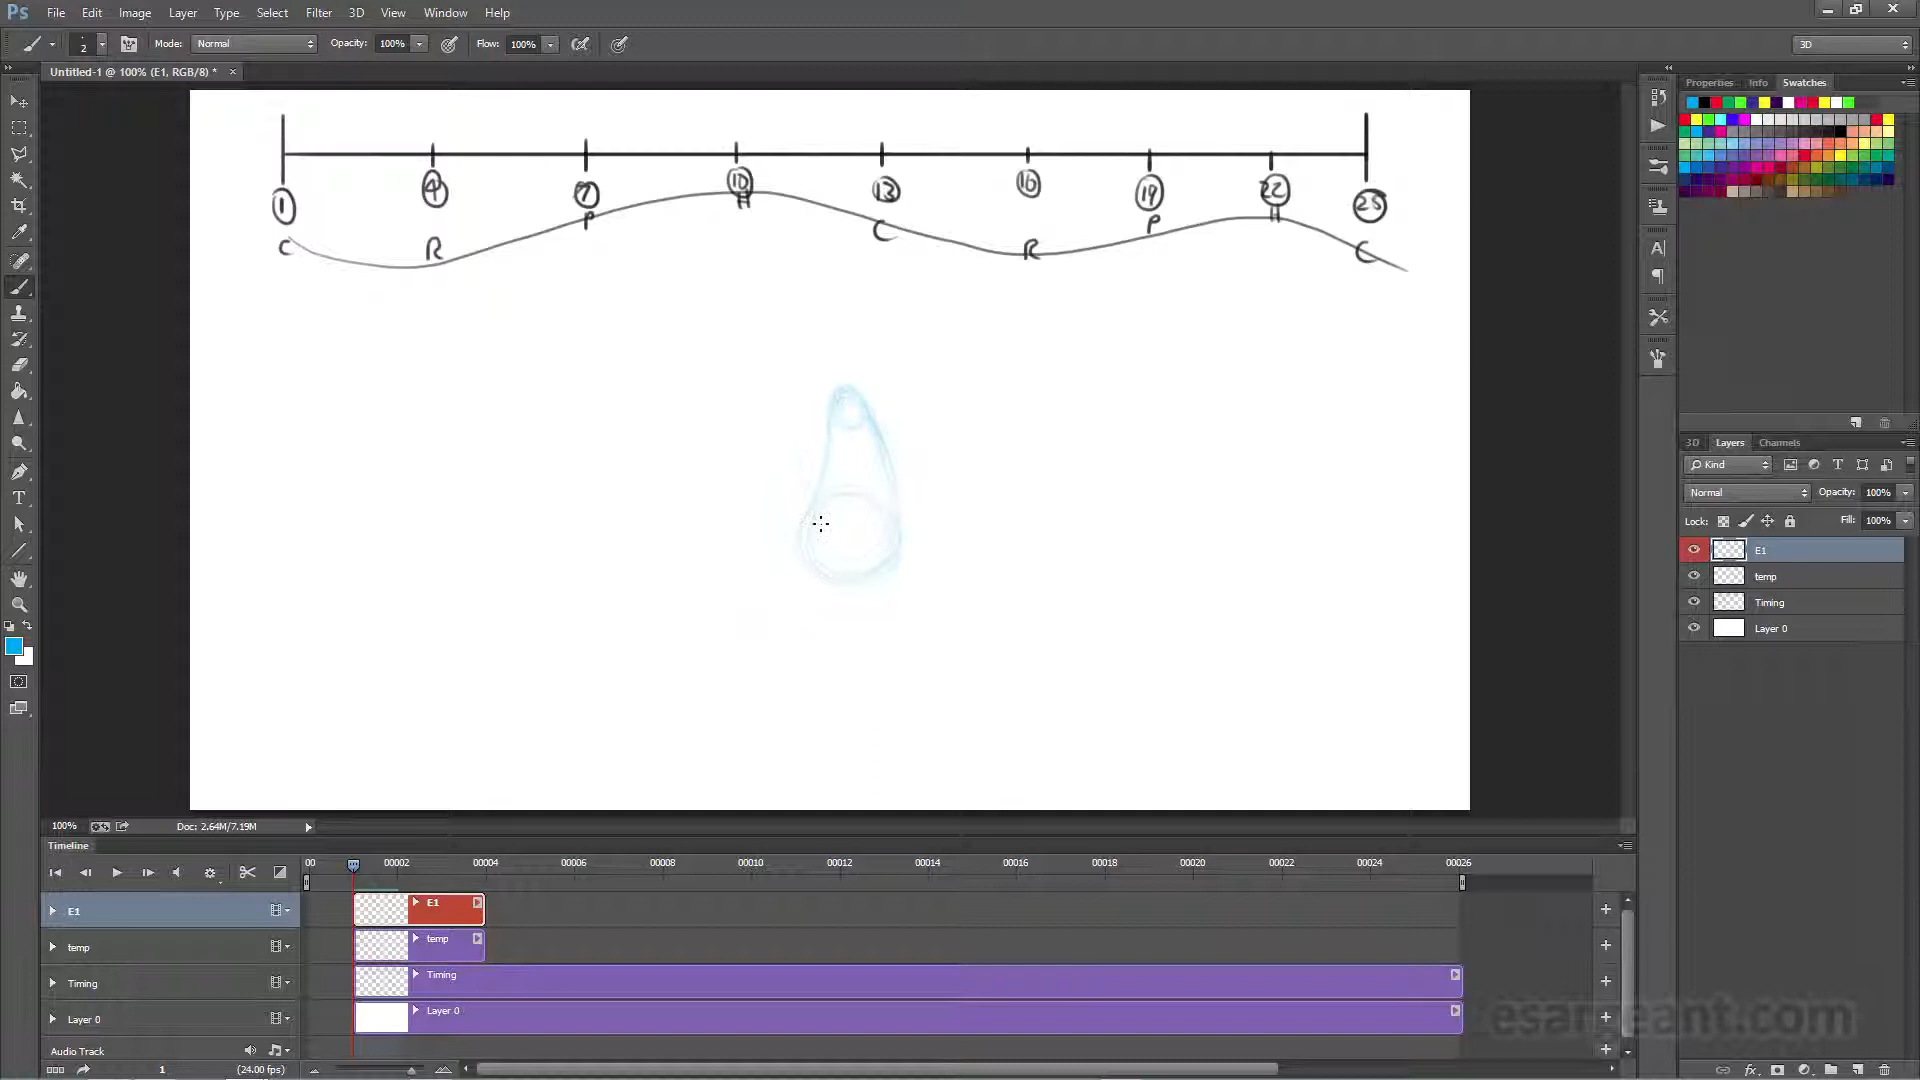 Ps File Edit Image Layer Type Select Filter 3D View Window Help
2 Mode: Normal Opacity: 100% Flow: 100% 3D
Untitled-1 @ 100% (E1, RGB/8) * ×
Properties Info Swatches
1 4 7 10 13 16 19 22 25
C R P H C R P H C
3D Layers Channels
Kind
Normal Opacity: 100%
Lock: Fill: 100%
E1
temp
Timing
Layer 0
100% Doc: 2.64M/7.19M
Timeline
00 00002 00004 00006 00008 00010 00012 00014 00016 00018 00020 00022 00024 00026
E1 E1
temp temp
Timing Timing
Layer 0 Layer 0
esargeant.com
Audio Track
1 (24.00 fps)